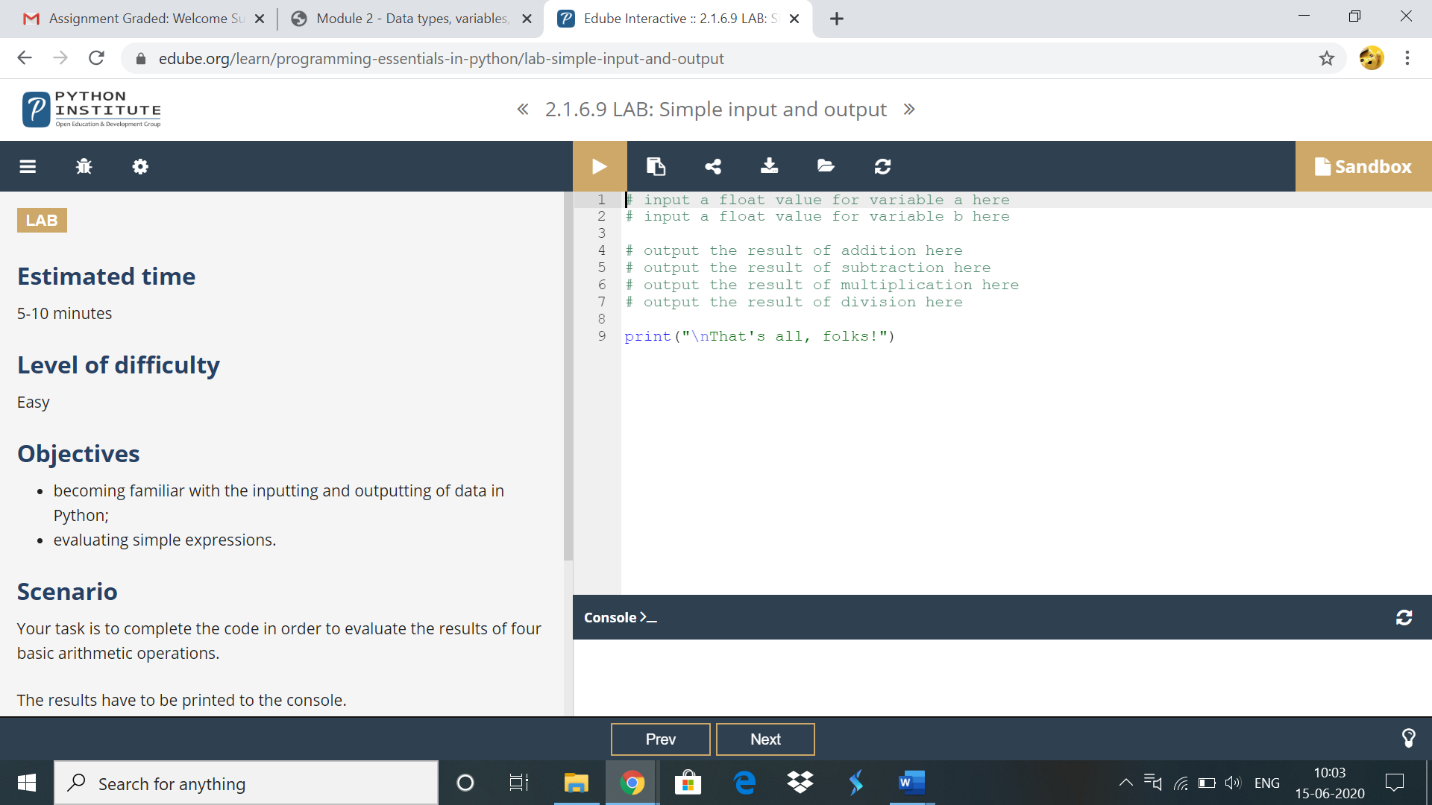 Assignment Graded: Welcome Su
Module 2 - Data types, variables,
Edube Interactive :: 2.1.6.9 LAB: S
edube.org/learn/programming-essentials-in-python/lab-simple-input-and-output
PYTHON
INSTITUTE
Open Education & Development Group
« 2.1.6.9 LAB: Simple input and output »
Sandbox
LAB
Estimated time
5-10 minutes
Level of difficulty
Easy
Objectives
• becoming familiar with the inputting and outputting of data in
Python;
• evaluating simple expressions.
Scenario
Your task is to complete the code in order to evaluate the results of four
basic arithmetic operations.
The results have to be printed to the console.
1 # input a float value for variable a here
2 # input a float value for variable b here
3
4 # output the result of addition here
5 # output the result of subtraction here
6 # output the result of multiplication here
7 # output the result of division here
8
9 print("\nThat's all, folks!")
Console >_
Prev
Next
Search for anything
ENG
10:03
15-06-2020